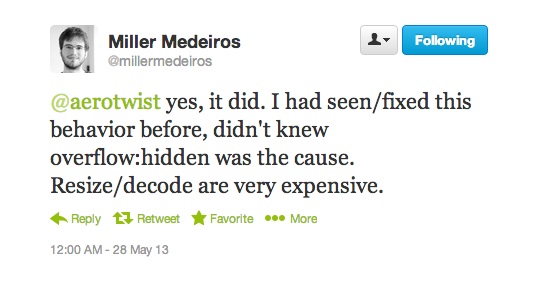 Miller Medeiros
@millermedeiros
Following
@aerotwist yes, it did. I had seen/fixed this
behavior before, didn't knew
overflow:hidden was the cause.
Resize/decode are very expensive.
Reply Retweet Favorite More
12:00 AM - 28 May 13